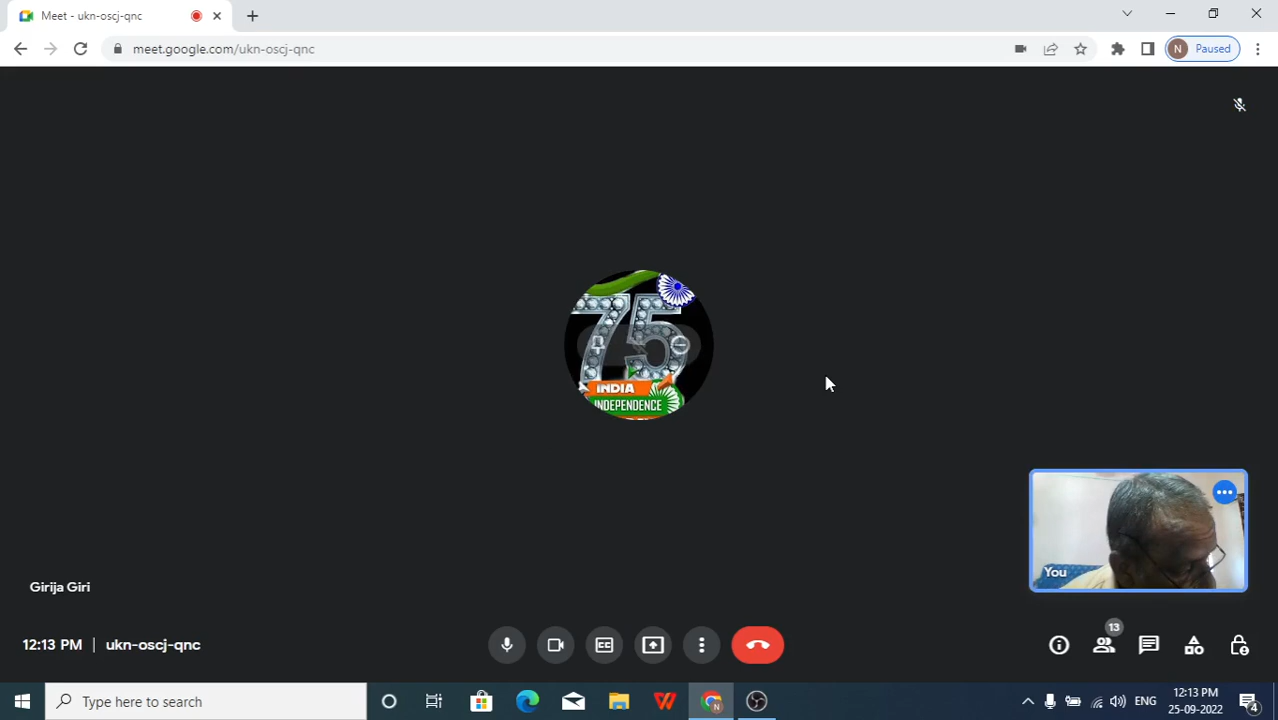 Meet - ukn-oscj-qnc
meet.google.com/ukn-oscj-qnc
N Paused
75
INDIA
INDEPENDENCE
You
Girija Giri
12:13 PM | ukn-oscj-qnc
CC
13
Type here to search
N
ENG
12:13 PM
25-09-2022
4